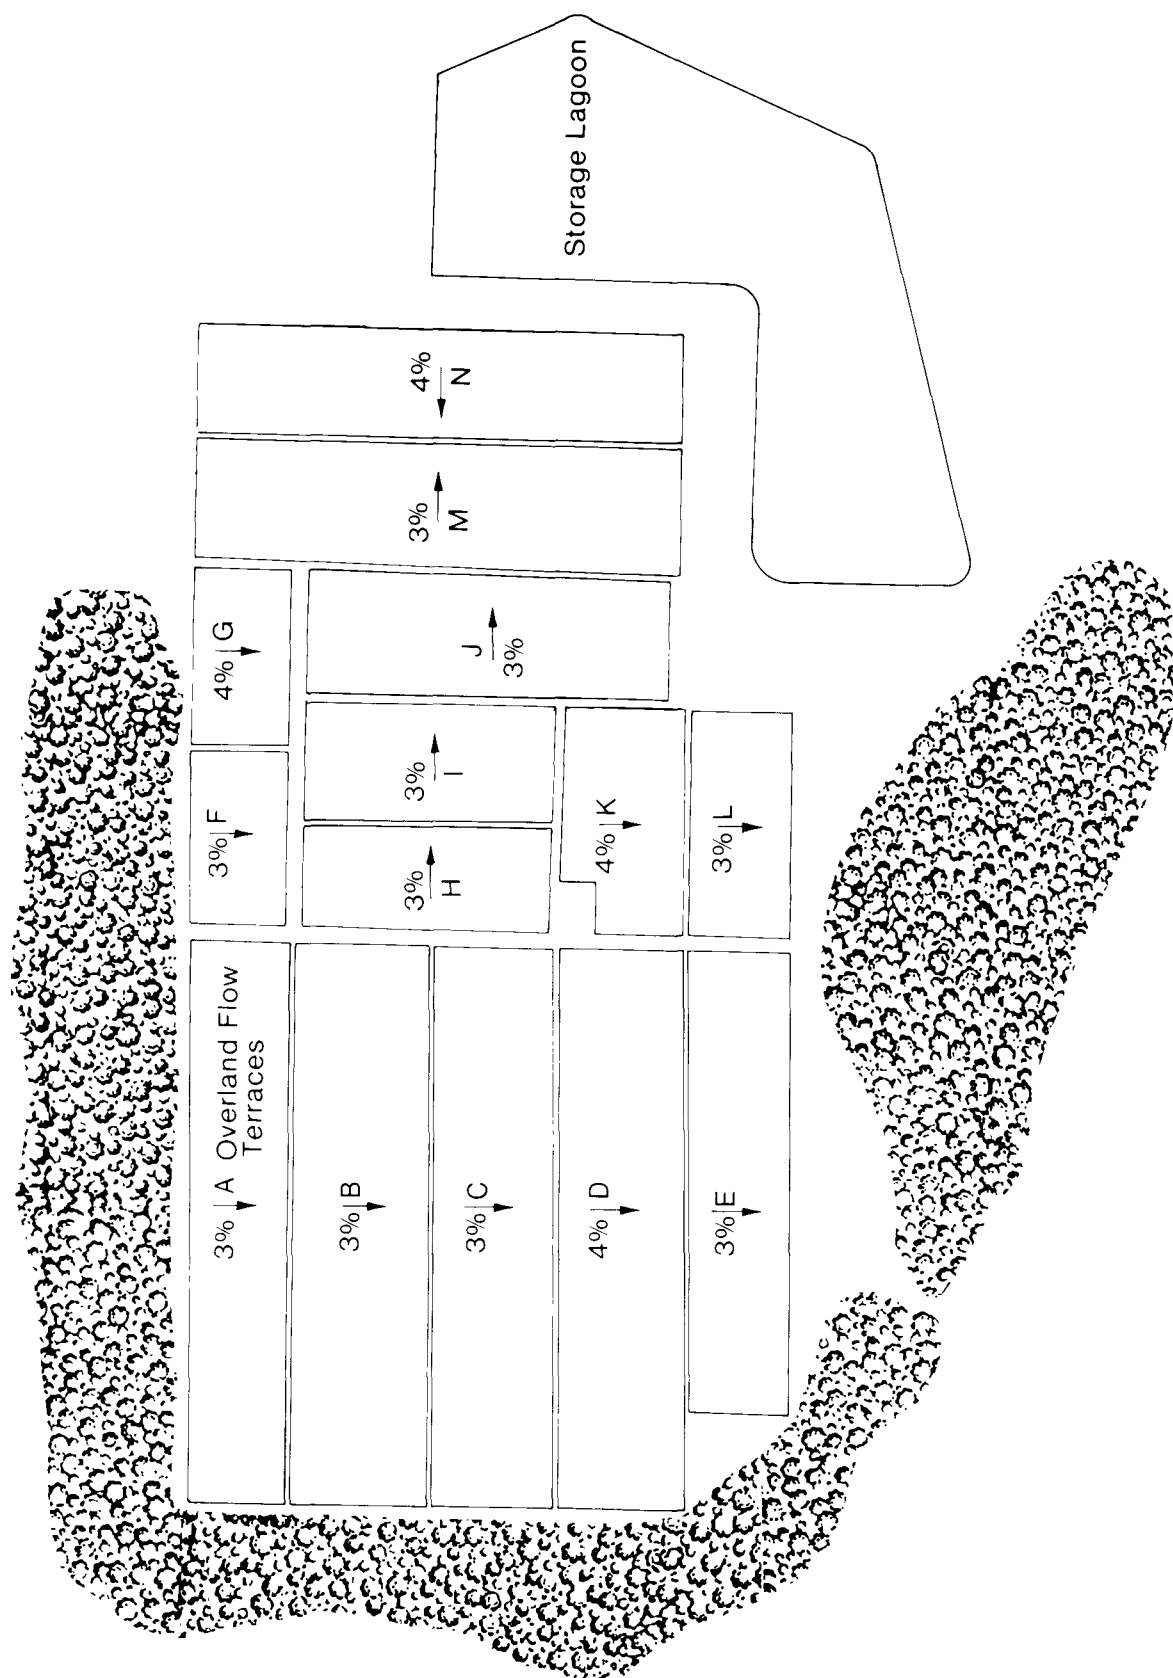 Storage Lagoon
4%
N
3%
M
4% G
J
3%
3%
I
3% F
3%
H
4% K
3% L
3% A Overland Flow
Terraces
3% B
3% C
4% D
3% E